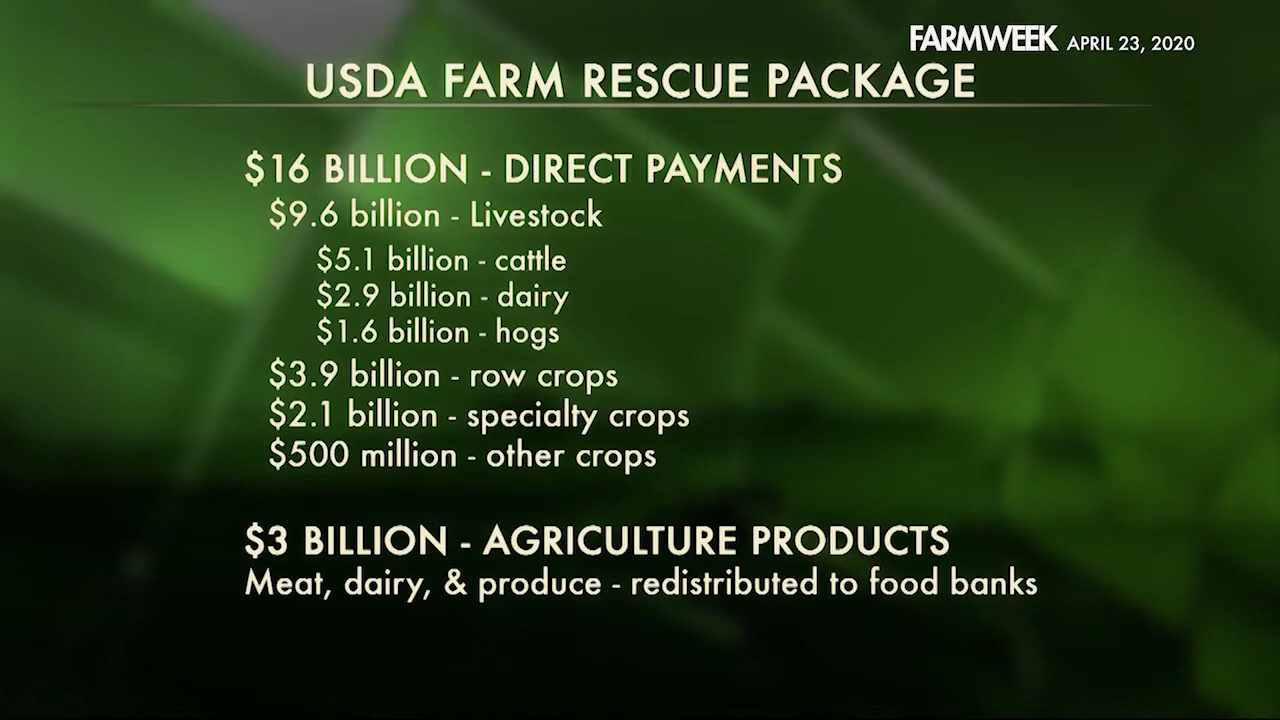 FARMWEEK APRIL 23, 2020
USDA FARM RESCUE PACKAGE
$16 BILLION - DIRECT PAYMENTS
$9.6 billion - Livestock
$5.1 billion - cattle
$2.9 billion - dairy
$1.6 billion - hogs
$3.9 billion - row crops
$2.1 billion - specialty crops
$500 million - other crops
$3 BILLION - AGRICULTURE PRODUCTS
Meat, dairy, & produce - redistributed to food banks